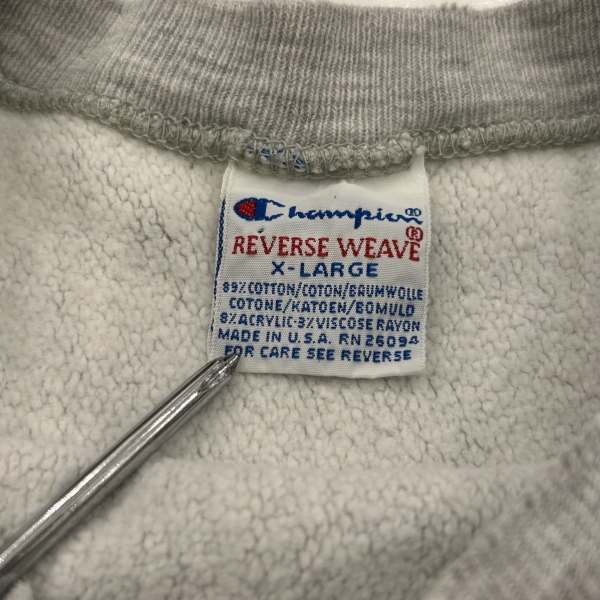 Champion®
REVERSE WEAVE®
X-LARGE
89% COTTON/COTON/BAUMWOLLE
COTONE/KATOEN/BOMULD
8% ACRYLIC·3% VISCOSE RAYON
MADE IN U.S.A. RN 26094
FOR CARE SEE REVERSE